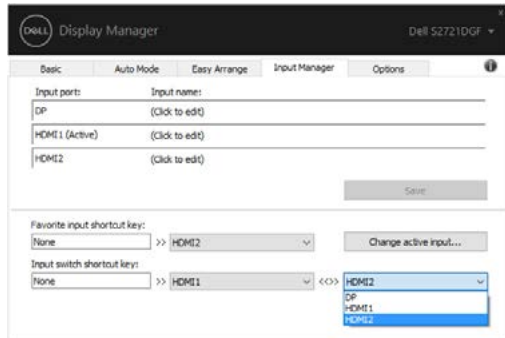 DELL Display Manager Dell S2721DGF
Basic Auto Mode Easy Arrange Input Manager Options
Input port: Input name:
DP (Click to edit)
HDMI1 (Active) (Click to edit)
HDMI2 (Click to edit)
Save
Favorite input shortcut key:
None >> HDMI2 Change active input...
Input switch shortcut key:
None >> HDMI1 <<>> HDMI2
DP
HDMI1
HDMI2